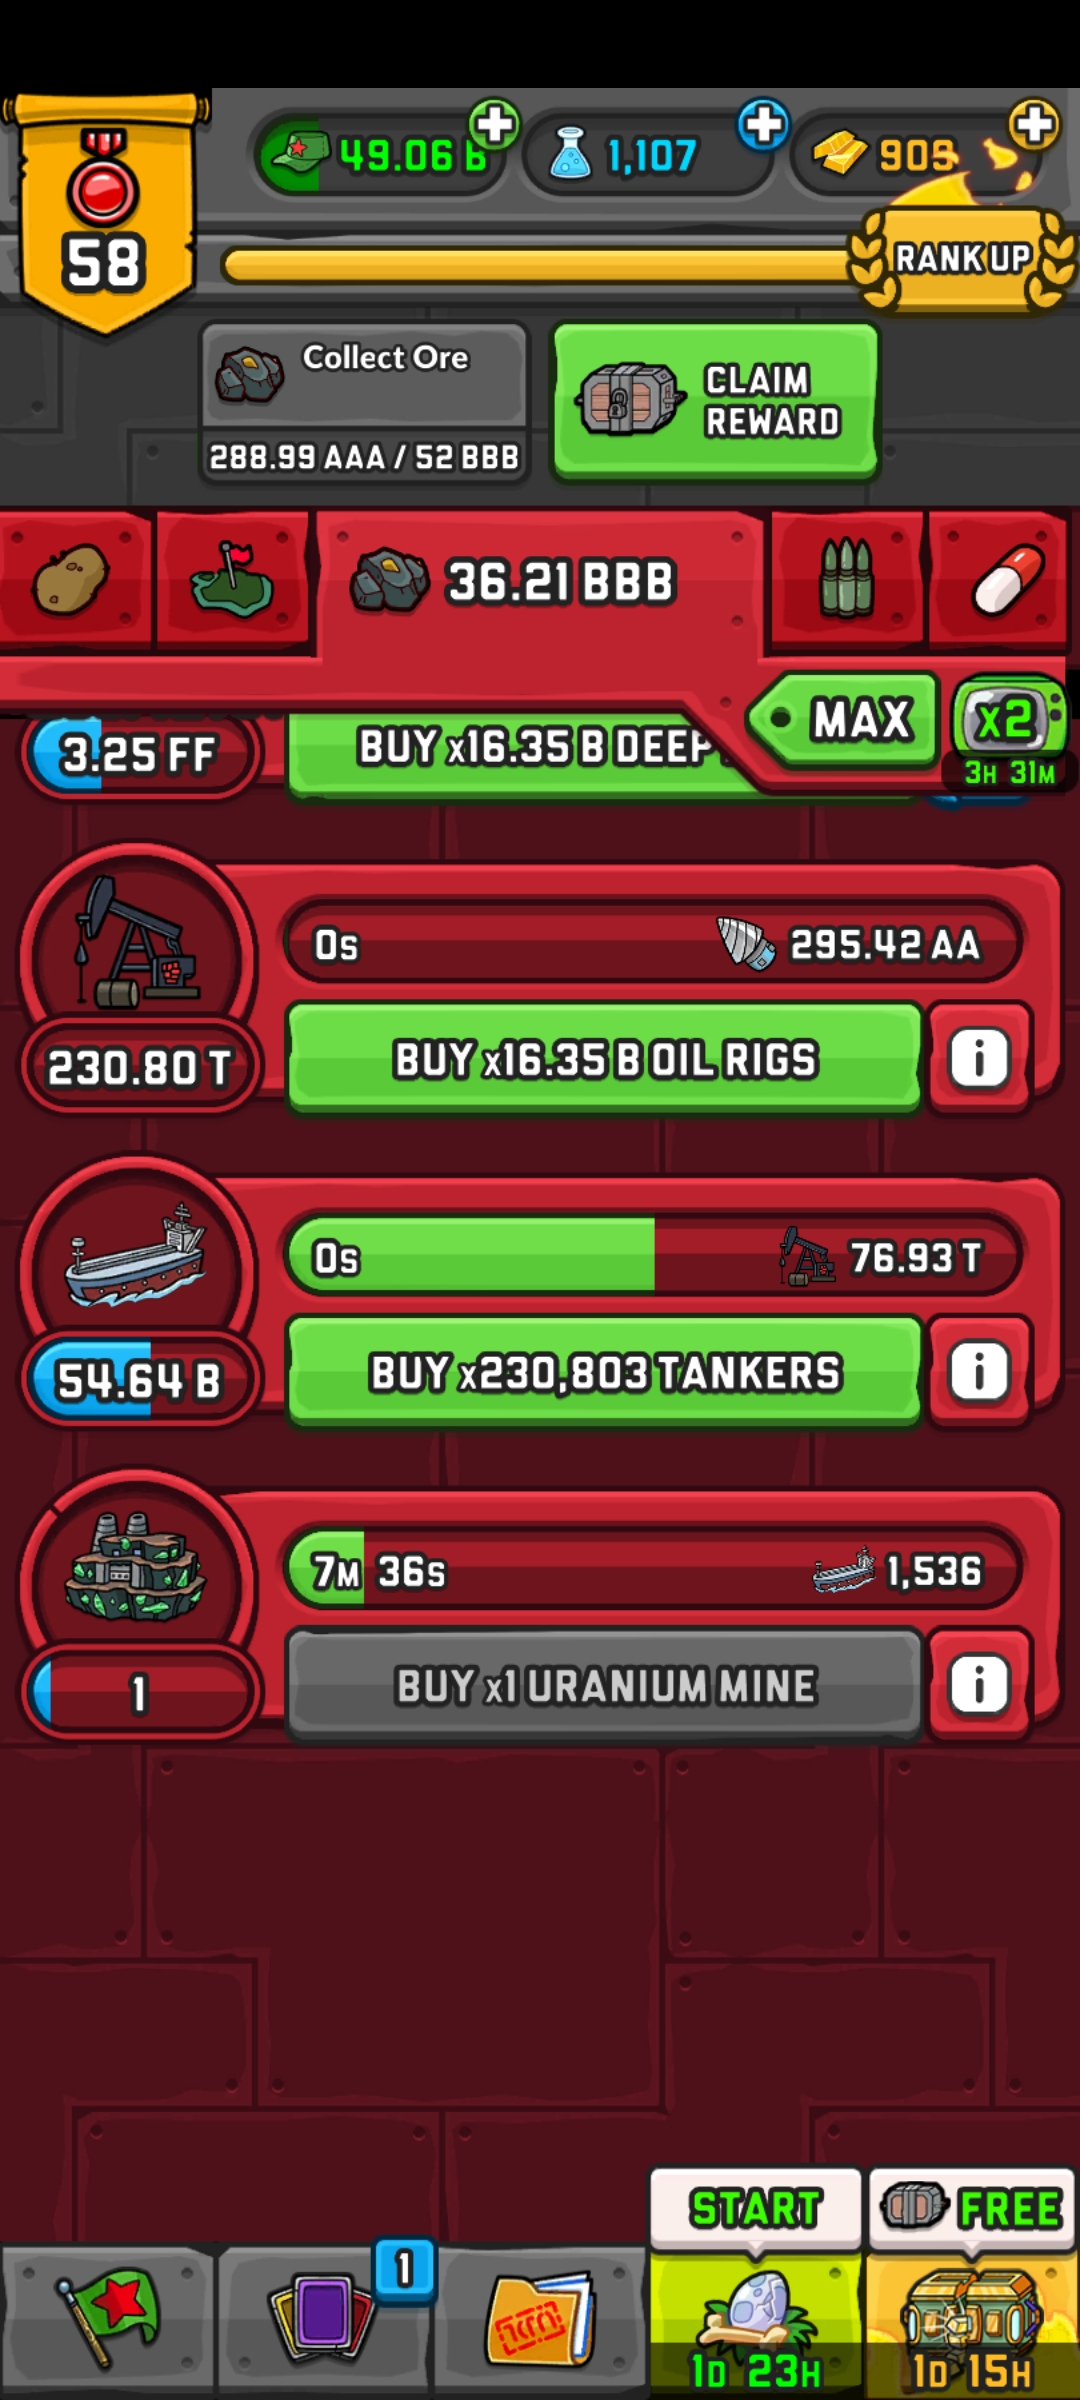 58
49.06 B
1,107
905
RANK UP
Collect Ore
288.99 AAA / 52 BBB
CLAIM
REWARD
36.21 BBB
MAX
x2
3H 31M
3.25 FF
BUY x16.35 B DEEP
0s
295.42 AA
230.80 T
BUY x16.35 B OIL RIGS
i
0s
76.93 T
54.64 B
BUY x230,803 TANKERS
i
7M 36s
1,536
1
BUY x1 URANIUM MINE
i
START
FREE
1
1D 23H
1D 15H